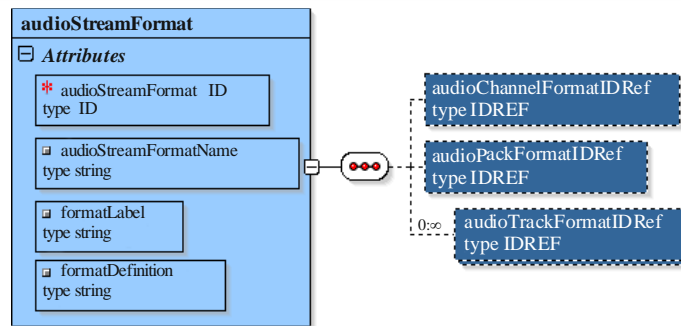 audioStreamFormat
Attributes
audioStreamFormat ID
type ID
audioStreamFormatName
type string
formatLabel
type string
formatDefinition
type string
audioChannelFormatIDRef
type IDREF
audioPackFormatIDRef
type IDREF
0:∞
audioTrackFormatIDRef
type IDREF